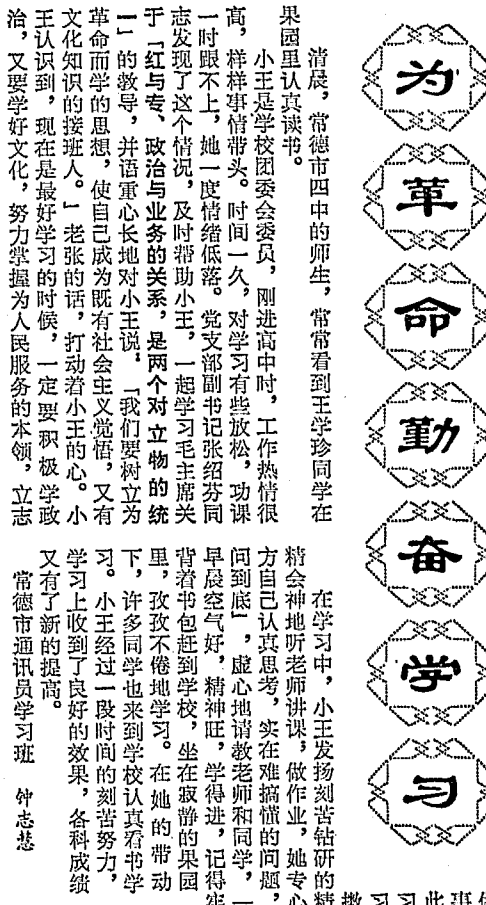 为革命勤奋学习
清晨，常德市四中的师生，常常看到王学珍同学在
果园里认真读书。
小王是学校团委会委员，刚进高中时，工作热情很
高，样样事情带头。时间一久，对学习有些放松，功课
一时跟不上，她一度情绪低落。党支部副书记张绍芬同
志发现了这个情况，及时帮助小王，一起学习毛主席关
于「红与专、政治与业务的关系，是两个对立物的统
一」的教导，并语重心长地对小王说，「我们要树立为
革命而学的思想，使自己成为既有社会主义觉悟，又有
文化知识的接班人。」老张的话，打动着小王的心。小
王认识到，现在是最好学习的时候，一定要积极学政
治，又要学好文化，努力掌握为人民服务的本领，立志
在学习中，小王发扬刻苦钻研的精
精会神地听老师讲课，做作业，她专心
方自己认真思考，实在难搞懂的问题，
问到底」，虚心地请教老师和同学，一
早晨空气好，精神旺，学得进，记得牢
背着书包赶到学校，坐在寂静的果园
里，孜孜不倦地学习。在她的带动
下，许多同学也来到学校认真看书学
习。小王经过一段时间的刻苦努力，
学习上收到了良好的效果，各科成绩
又有了新的提高。
常德市通讯员学习班 钟志慧